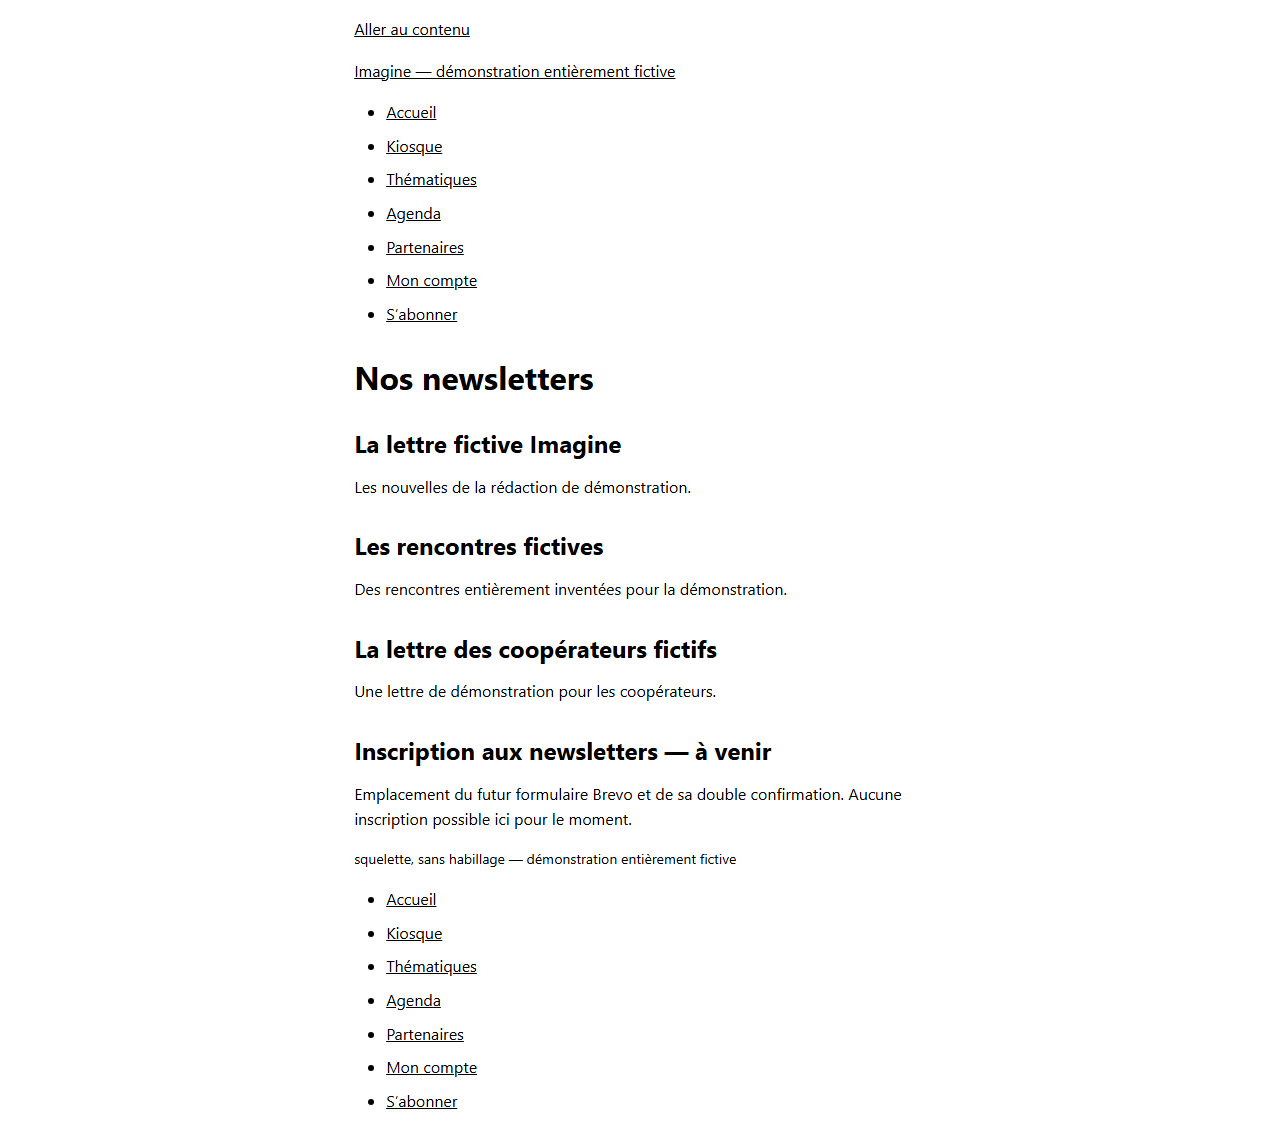 Aller au contenu
Imagine — démonstration entièrement fictive
Accueil
Kiosque
Thématiques
Agenda
Partenaires
Mon compte
S’abonner
Nos newsletters
La lettre fictive Imagine
Les nouvelles de la rédaction de démonstration.
Les rencontres fictives
Des rencontres entièrement inventées pour la démonstration.
La lettre des coopérateurs fictifs
Une lettre de démonstration pour les coopérateurs.
Inscription aux newsletters — à venir
Emplacement du futur formulaire Brevo et de sa double confirmation. Aucune
inscription possible ici pour le moment.
squelette, sans habillage — démonstration entièrement fictive
Accueil
Kiosque
Thématiques
Agenda
Partenaires
Mon compte
S’abonner